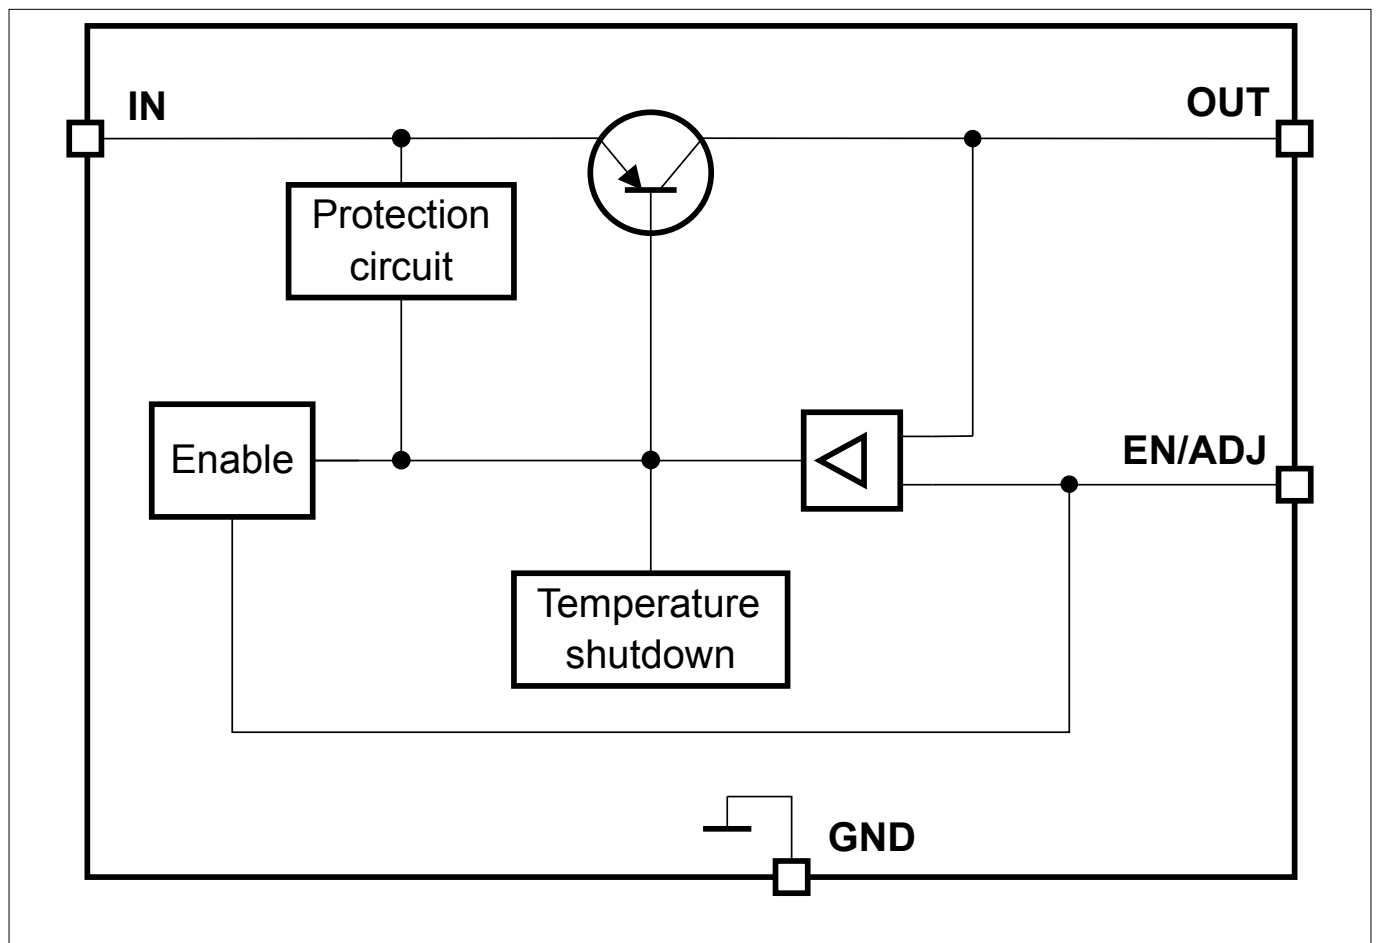 IN
OUT
Protection
circuit
Enable
EN/ADJ
Temperature
shutdown
GND